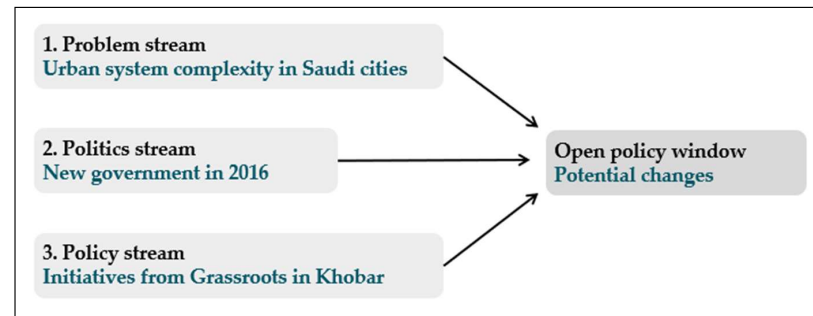 1. Problem stream
Urban system complexity in Saudi cities
2. Politics stream
New government in 2016
Open policy window
Potential changes
3. Policy stream
Initiatives from Grassroots in Khobar